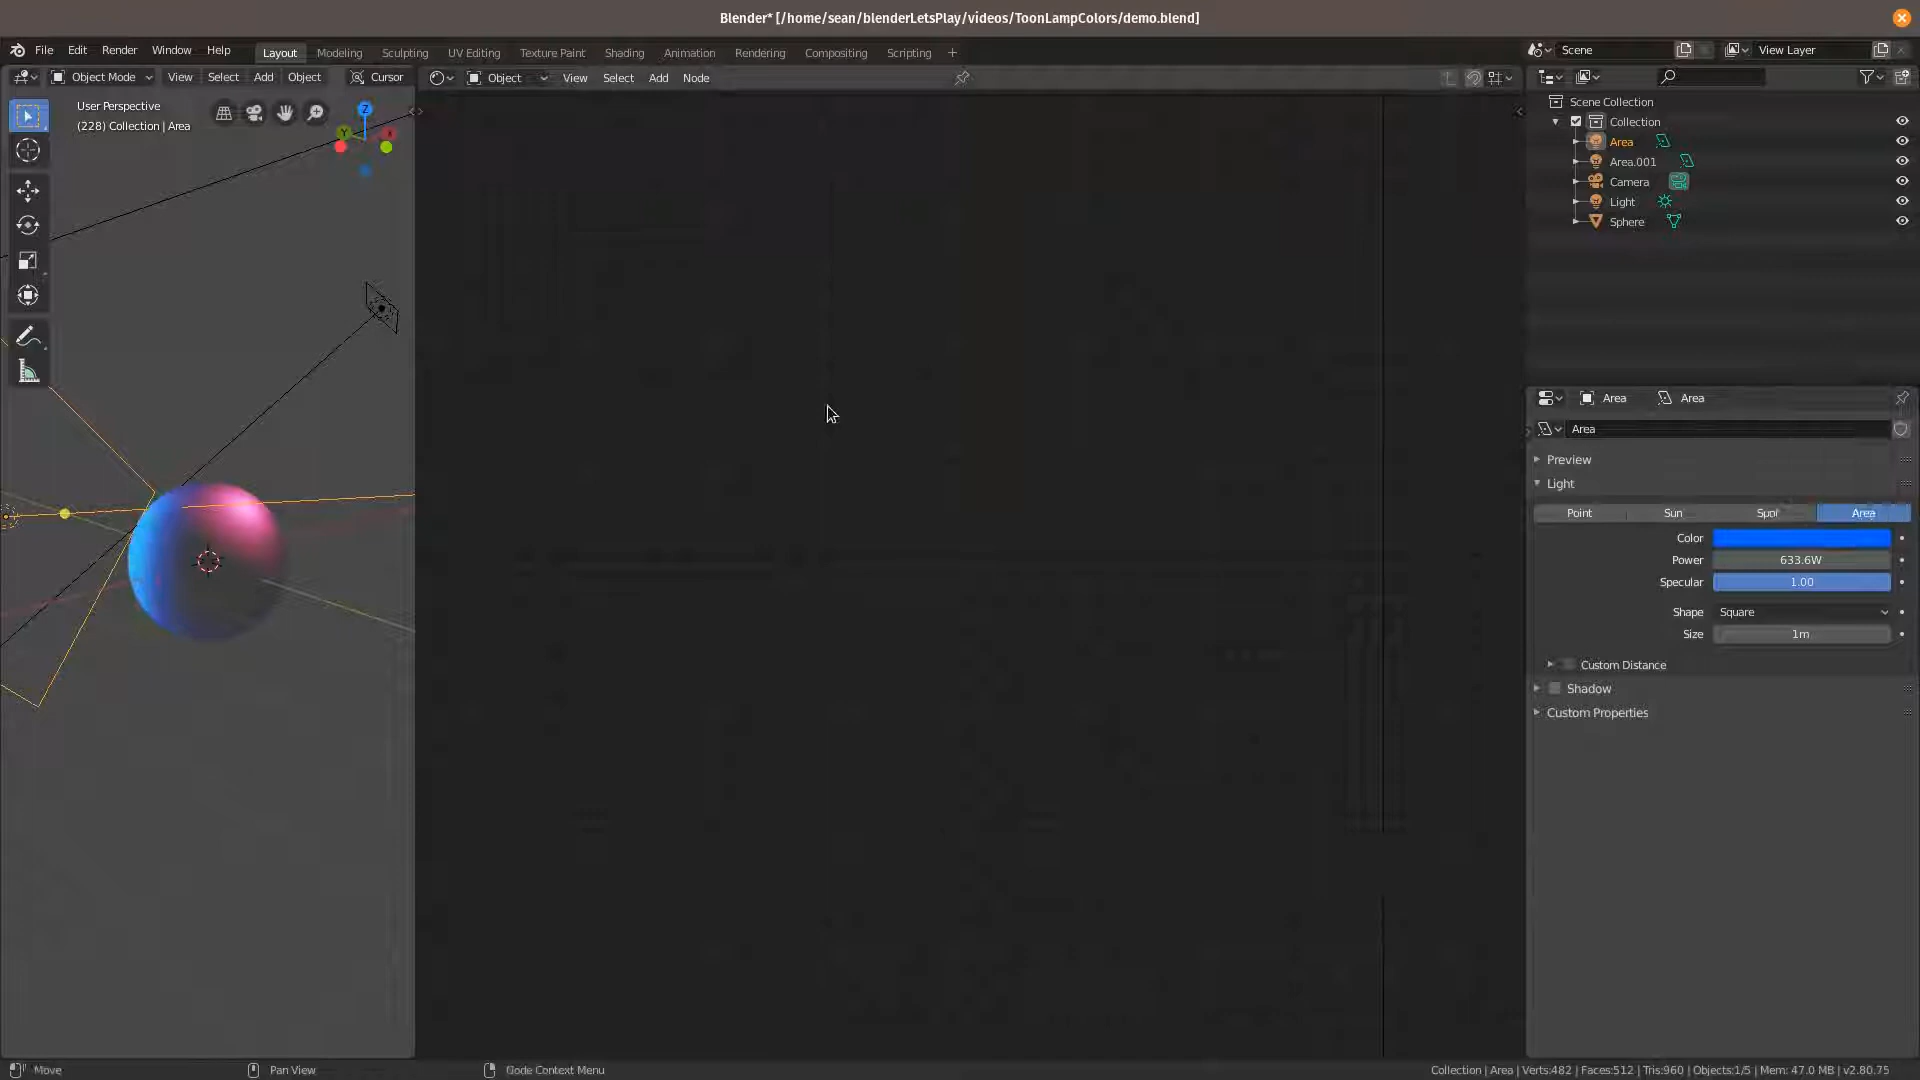 Blender* [/home/sean/blenderLetsPlay/videos/ToonLampColors/demo.blend]
File Edit Render Window Help Layout Modeling Sculpting UV Editing Texture Paint Shading Animation Rendering Compositing Scripting + Scene View Layer
Object Mode View Select Add Object Cursor Object View Select Add Node
User Perspective
(228) Collection | Area
Z
Y
X
Scene Collection
Collection
Area
Area.001
Camera
Light
Sphere
Area Area
Area
Preview
Light
Point Sun Spot Area
Color
Power 633.6W
Specular 1.00
Shape Square
Size 1m
Custom Distance
Shadow
Custom Properties
Move Pan View Node Context Menu Collection | Area | Verts:482 | Faces:512 | Tris:960 | Objects:1/5 | Mem: 47.0 MB | v2.80.75